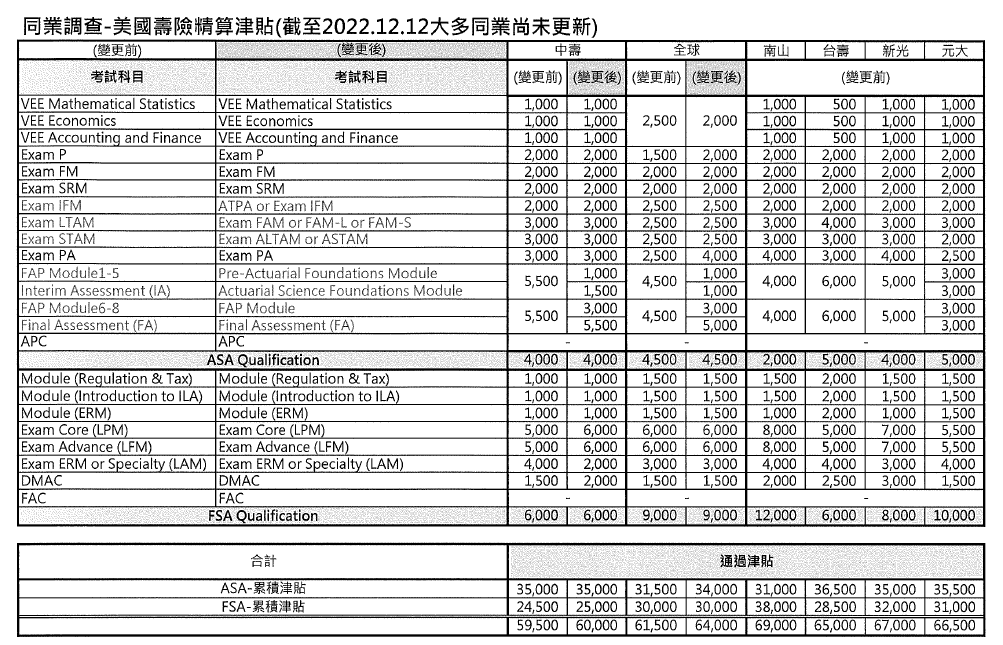 同業調查-美國壽險精算津貼(截至2022.12.12大多同業尚未更新)
(變更前) (變更後) 中壽 全球 南山 台壽 新光 元大
考試科目 考試科目 (變更前) (變更後) (變更前) (變更後) (變更前)
VEE Mathematical Statistics VEE Mathematical Statistics 1,000 1,000 1,000 500 1,000 1,000
VEE Economics VEE Economics 1,000 1,000 2,500 2,000 1,000 500 1,000 1,000
VEE Accounting and Finance VEE Accounting and Finance 1,000 1,000 1,000 500 1,000 1,000
Exam P Exam P 2,000 2,000 1,500 2,000 2,000 2,000 2,000 2,000
Exam FM Exam FM 2,000 2,000 2,000 2,000 2,000 2,000 2,000 2,000
Exam SRM Exam SRM 2,000 2,000 2,000 2,000 2,000 2,000 2,000 2,000
Exam IFM ATPA or Exam IFM 2,000 2,000 2,500 2,500 2,000 2,000 2,000 2,000
Exam LTAM Exam FAM or FAM-L or FAM-S 3,000 3,000 2,500 2,500 3,000 4,000 3,000 3,000
Exam STAM Exam ALTAM or ASTAM 3,000 3,000 2,500 2,500 3,000 3,000 3,000 2,500
Exam PA Exam PA 3,000 3,000 2,500 4,000 4,000 3,000 4,000 2,500
FAP Module1-5 Pre-Actuarial Foundations Module 5,500 1,000 4,500 1,000 4,000 6,000 5,000 3,000
Interim Assessment (IA) Actuarial Science Foundations Module 1,500 1,000 3,000
FAP Module6-8 FAP Module 5,500 3,000 4,500 3,000 4,000 6,000 5,000 3,000
Final Assessment (FA) Final Assessment (FA) 5,500 5,000 3,000
APC APC - - -
ASA Qualification 4,000 4,000 4,500 4,500 2,000 5,000 4,000 5,000
Module (Regulation & Tax) Module (Regulation & Tax) 1,000 1,000 1,500 1,500 1,500 2,000 1,500 1,500
Module (Introduction to ILA) Module (Introduction to ILA) 1,000 1,000 1,500 1,500 1,500 2,000 1,500 1,500
Module (ERM) Module (ERM) 1,000 1,000 1,500 1,500 1,000 2,000 1,000 1,500
Exam Core (LPM) Exam Core (LPM) 5,000 6,000 6,000 6,000 8,000 5,000 7,000 5,500
Exam Advance (LFM) Exam Advance (LFM) 5,000 6,000 6,000 6,000 8,000 5,000 7,000 5,500
Exam ERM or Specialty (LAM) Exam ERM or Specialty (LAM) 4,000 2,000 3,000 3,000 4,000 4,000 3,000 4,000
DMAC DMAC 1,500 2,000 1,500 1,500 2,000 2,500 3,000 1,500
FAC FAC - - -
FSA Qualification 6,000 6,000 9,000 9,000 12,000 6,000 8,000 10,000
合計 通過津貼
ASA-累積津貼 35,000 35,000 31,500 34,000 31,000 36,500 35,000 35,500
FSA-累積津貼 24,500 25,000 30,000 30,000 38,000 28,500 32,000 31,000
59,500 60,000 61,500 64,000 69,000 65,000 67,000 66,500